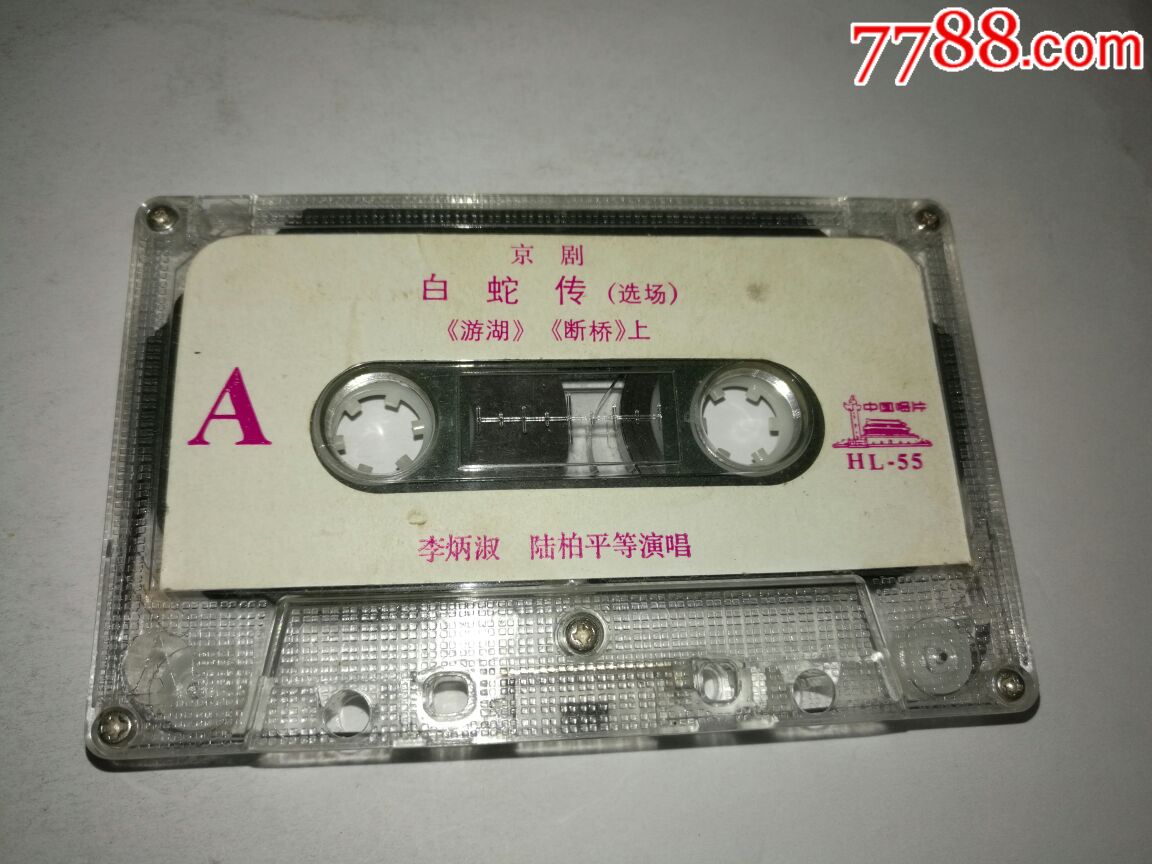 7788.com
京 剧
白 蛇 传 (选场)
《游湖》 《断桥》上
A
中国唱片
HL-55
李炳淑 陆柏平等演唱